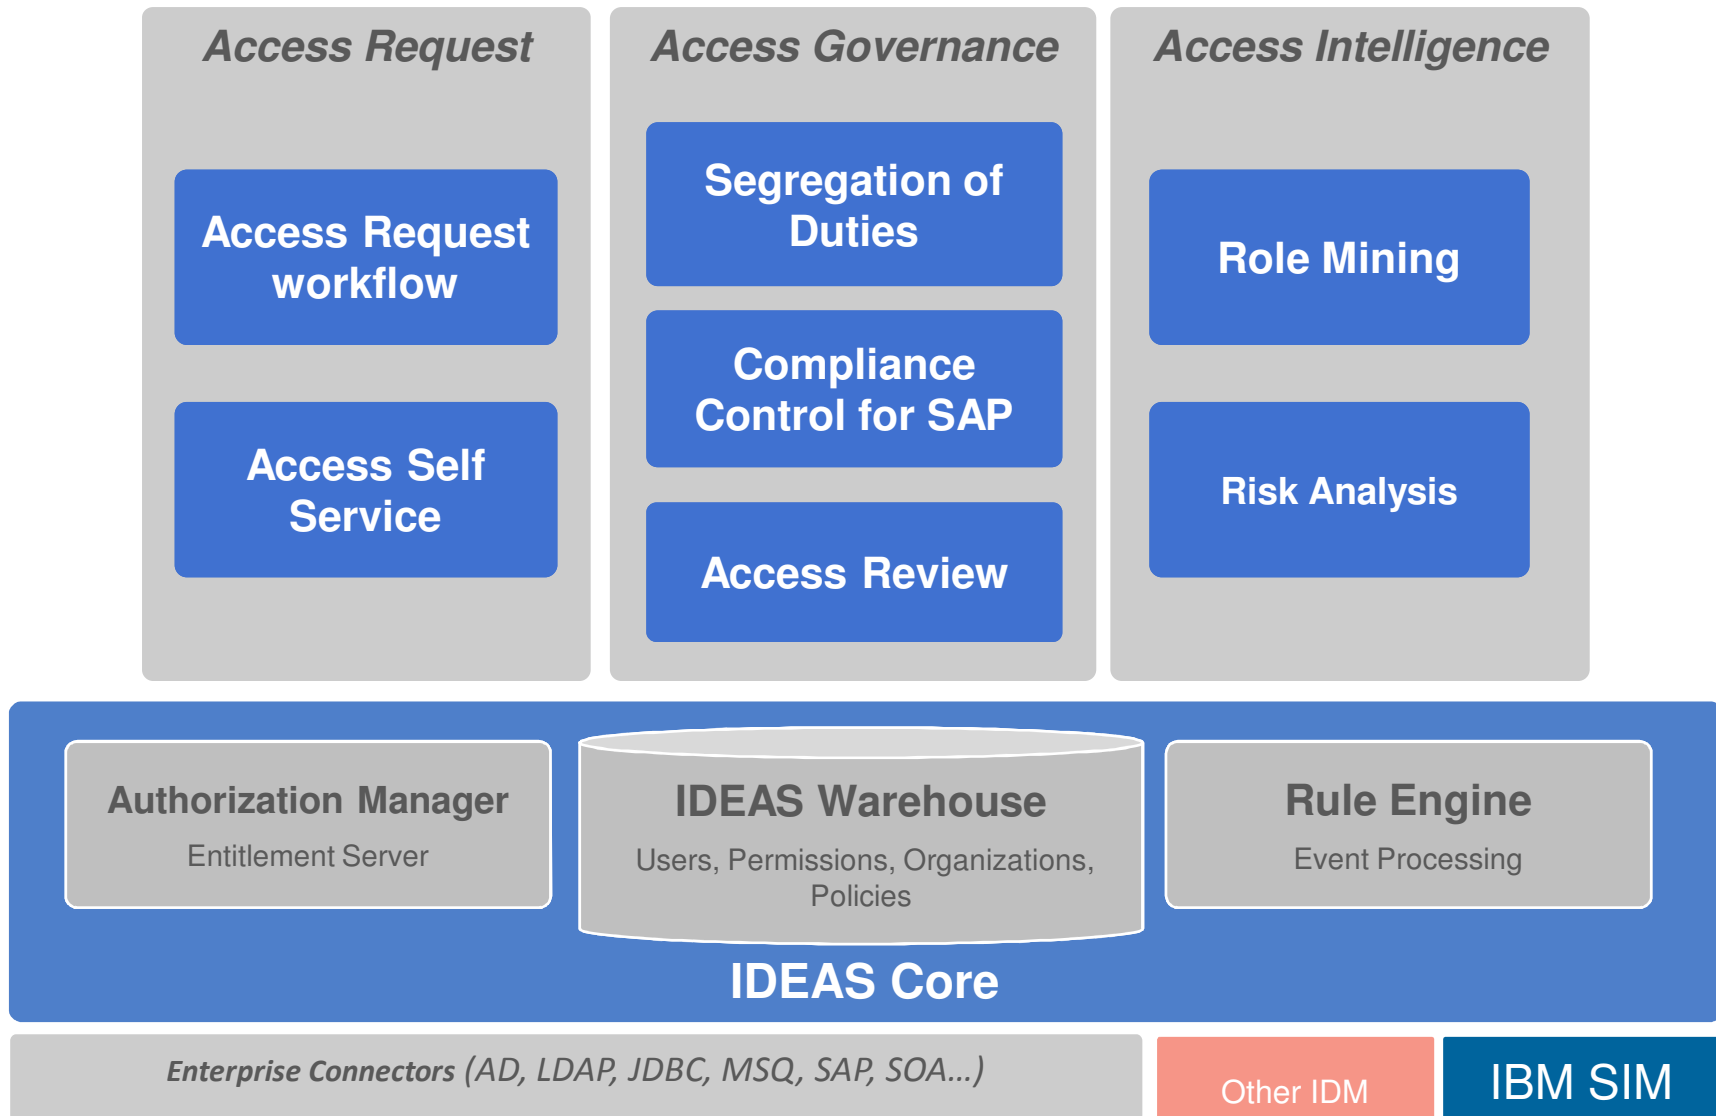 Access Request
Access Governance
Access Intelligence
Access Request
workflow
Access Self
Service
Segregation of
Duties
Compliance
Control for SAP
Access Review
Role Mining
Risk Analysis
Authorization Manager
Entitlement Server
IDEAS Warehouse
Users, Permissions, Organizations,
Policies
Rule Engine
Event Processing
IDEAS Core
Enterprise Connectors (AD, LDAP, JDBC, MSQ, SAP, SOA...)
Other IDM
IBM SIM